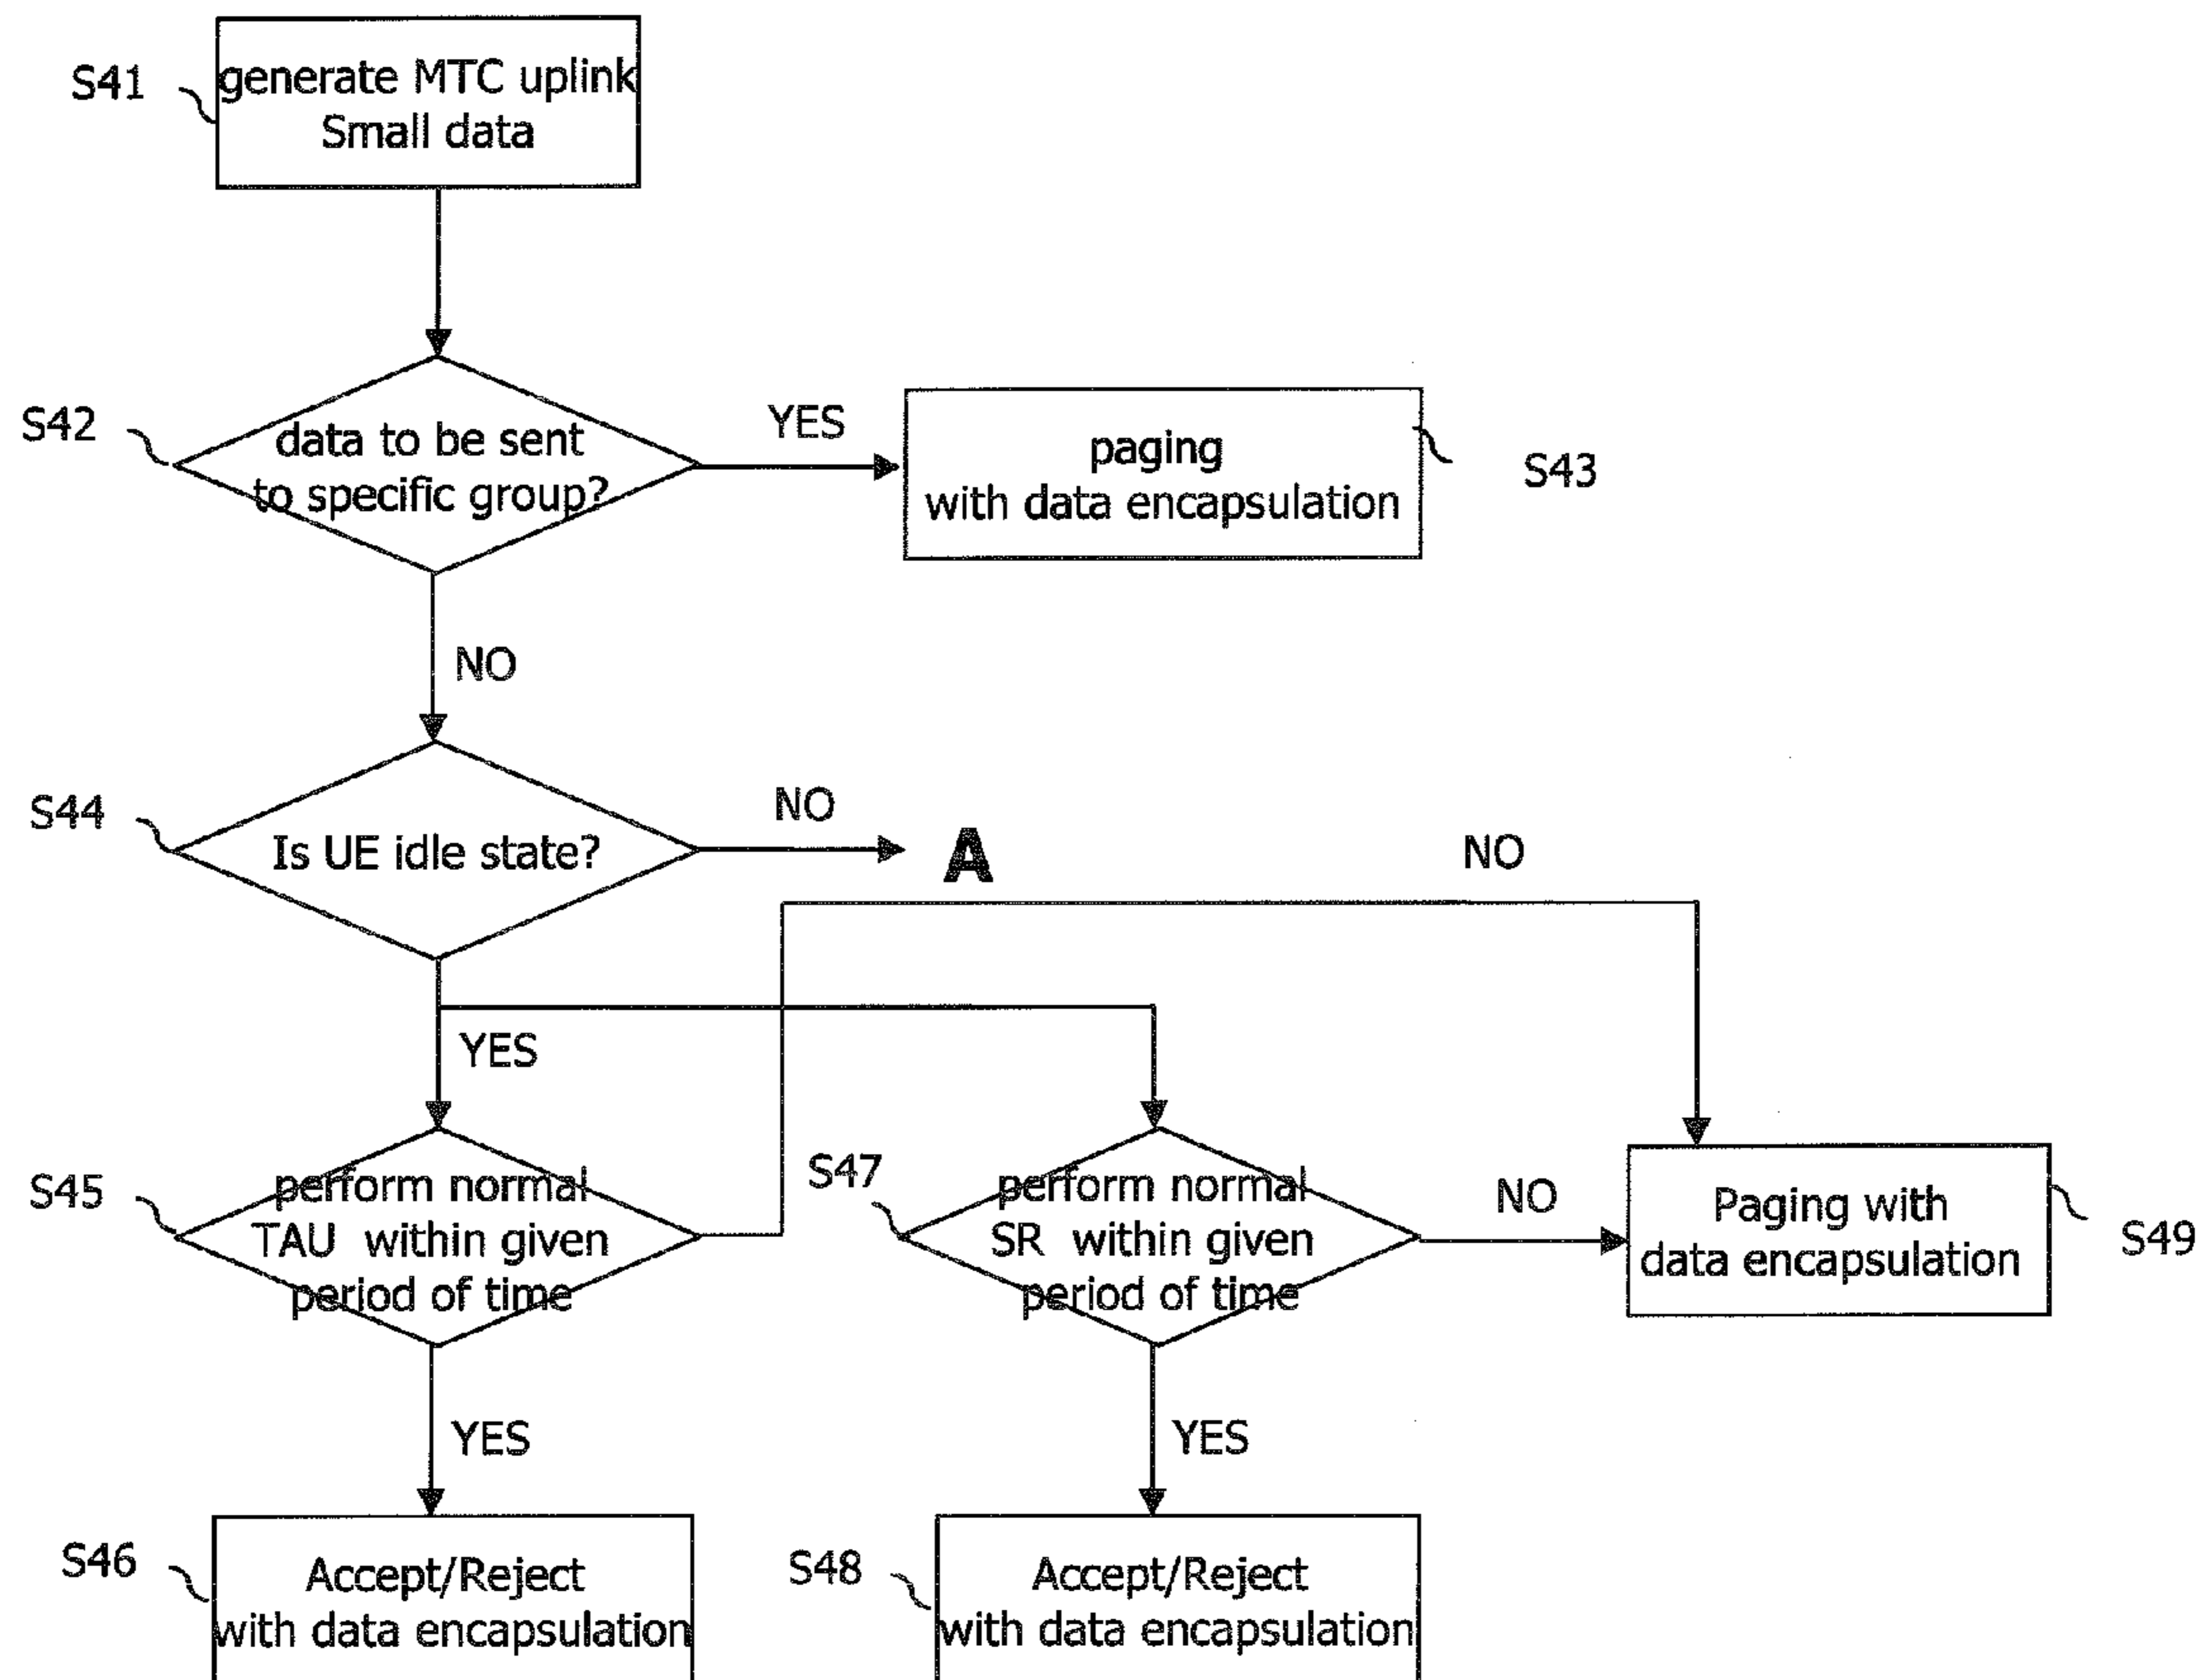 S41
generate MTC uplink
Small data
S42
data to be sent
to specific group?
YES
paging
with data encapsulation
S43
NO
S44
Is UE idle state?
NO
A
NO
YES
S45
perform normal
TAU within given
period of time
S47
perform normal
SR within given
period of time
NO
Paging with
data encapsulation
S49
YES
YES
S46
Accept/Reject
with data encapsulation
S48
Accept/Reject
with data encapsulation